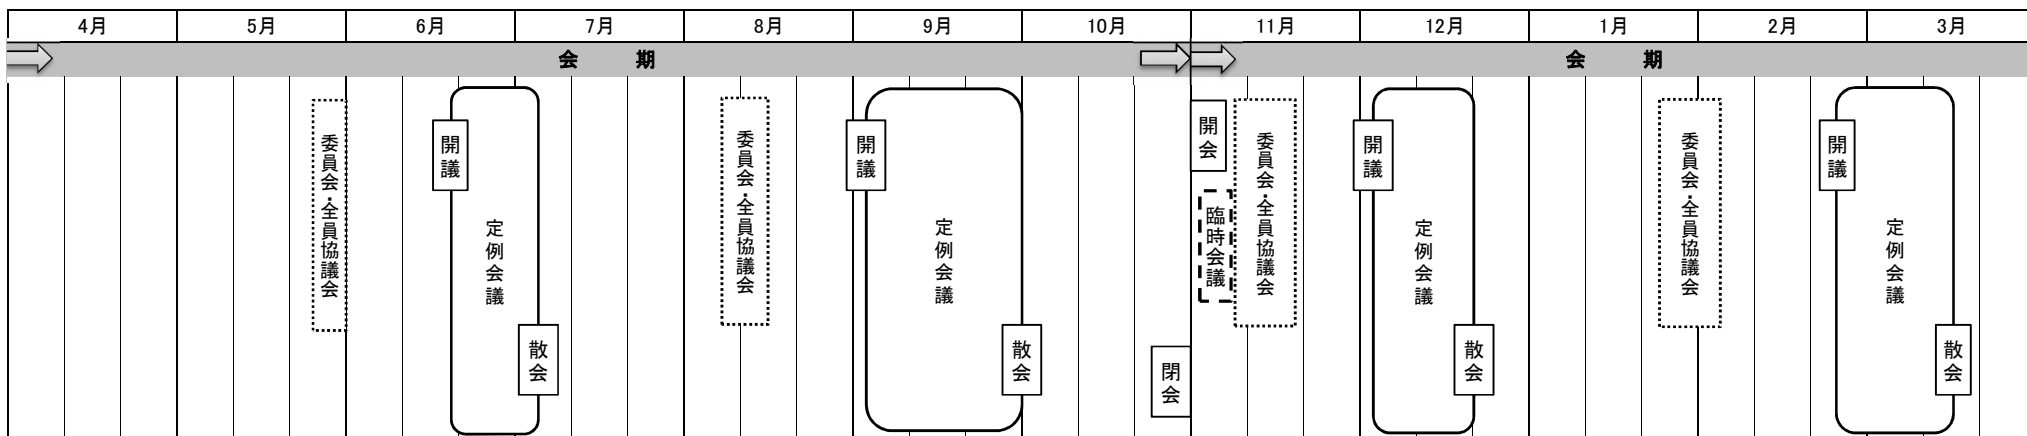 4月
5月
6月
7月
8月
9月
10月
11月
12月
1月
2月
3月
会期
会期
委員会・全員協議会
開議
定例会議
散会
委員会・全員協議会
開議
定例会議
散会
閉会
開会
臨時会議
委員会・全員協議会
開議
定例会議
散会
委員会・全員協議会
開議
定例会議
散会